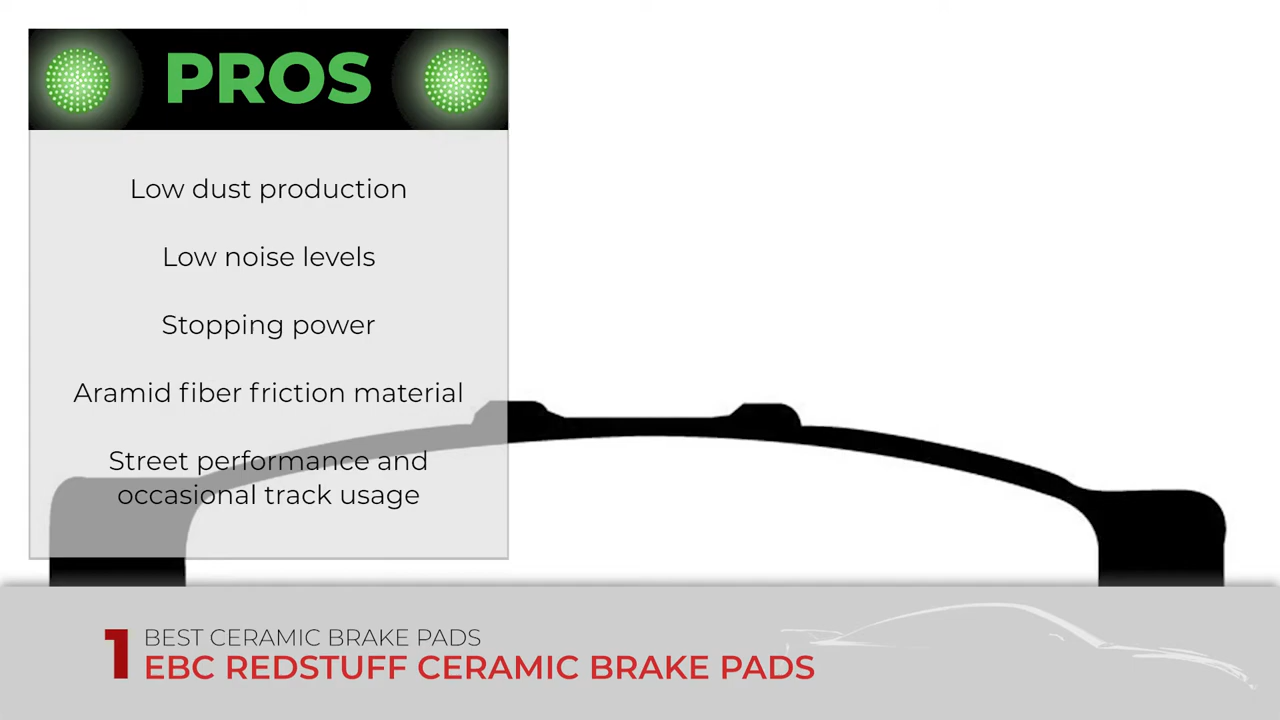 PROS
Low dust production
Low noise levels
Stopping power
Aramid fiber friction material
Street performance and
occasional track usage
1
BEST CERAMIC BRAKE PADS
EBC REDSTUFF CERAMIC BRAKE PADS